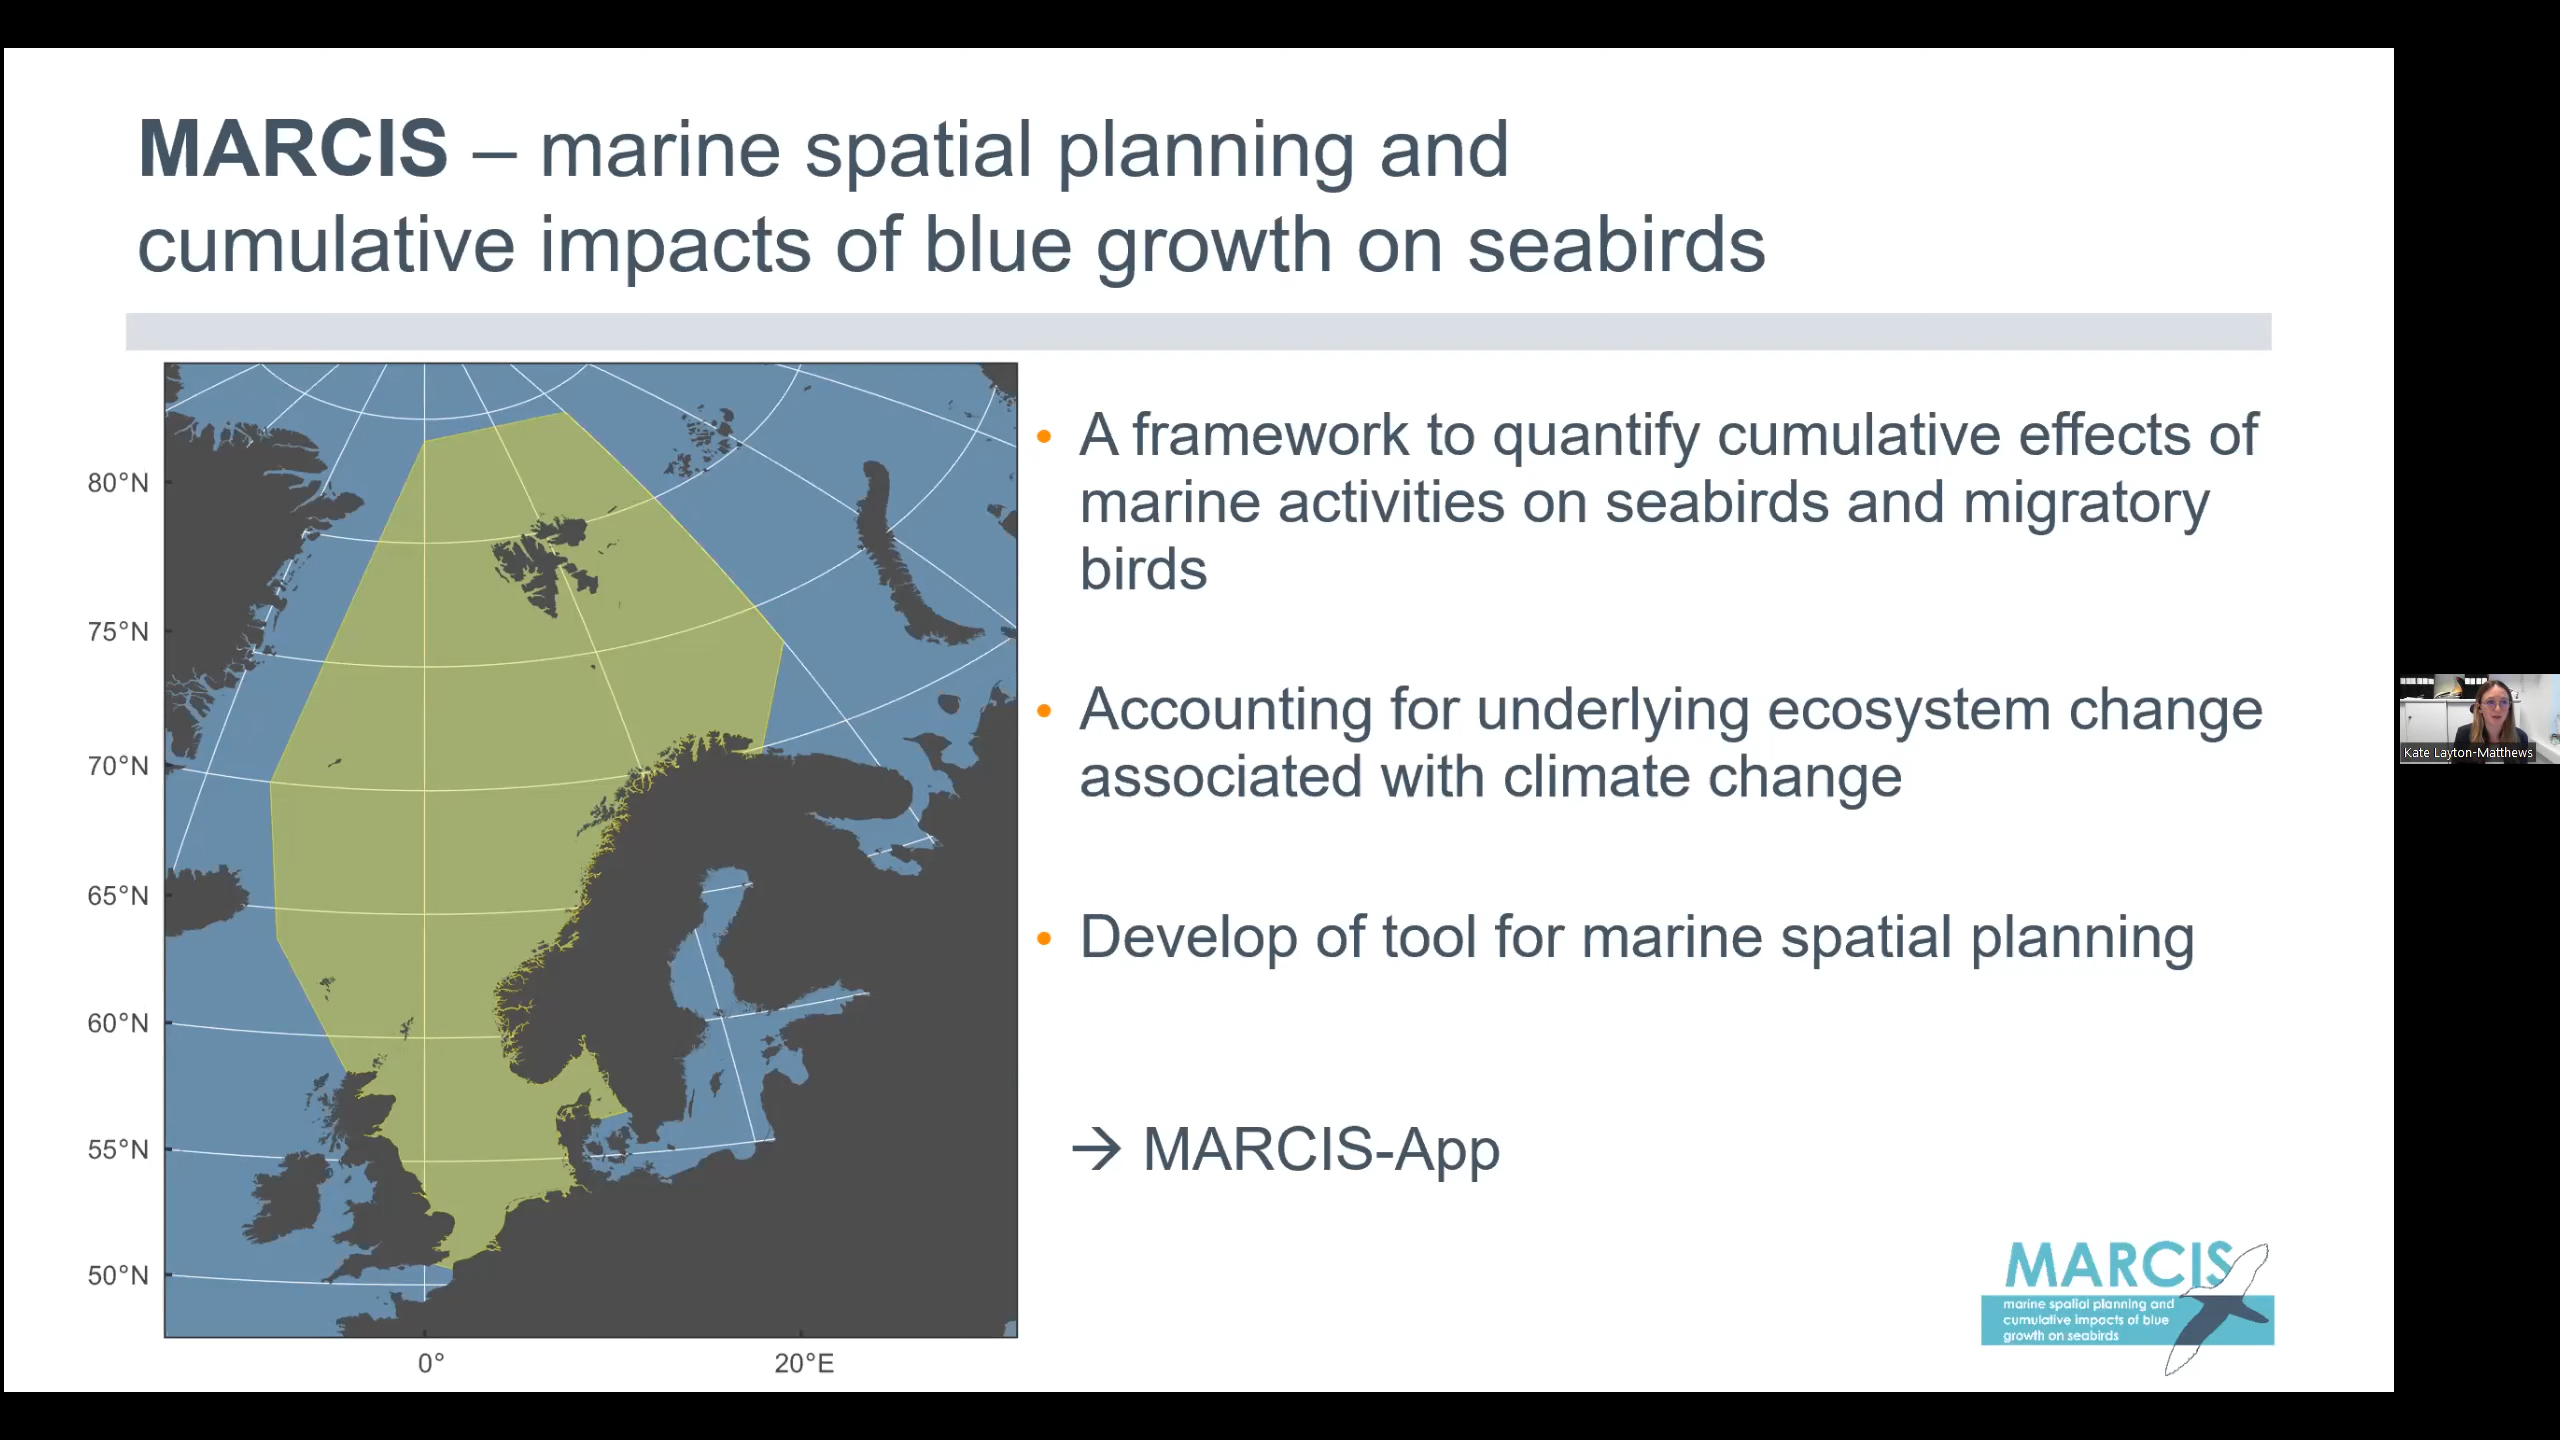 MARCIS – marine spatial planning and
cumulative impacts of blue growth on seabirds
80°N
75°N
70°N
65°N
60°N
55°N
50°N
0°
20°E
• A framework to quantify cumulative effects of
marine activities on seabirds and migratory
birds
• Accounting for underlying ecosystem change
associated with climate change
• Develop of tool for marine spatial planning
→ MARCIS-App
MARCIS
marine spatial planning and
cumulative impacts of blue
growth on seabirds
Kate Layton-Matthews